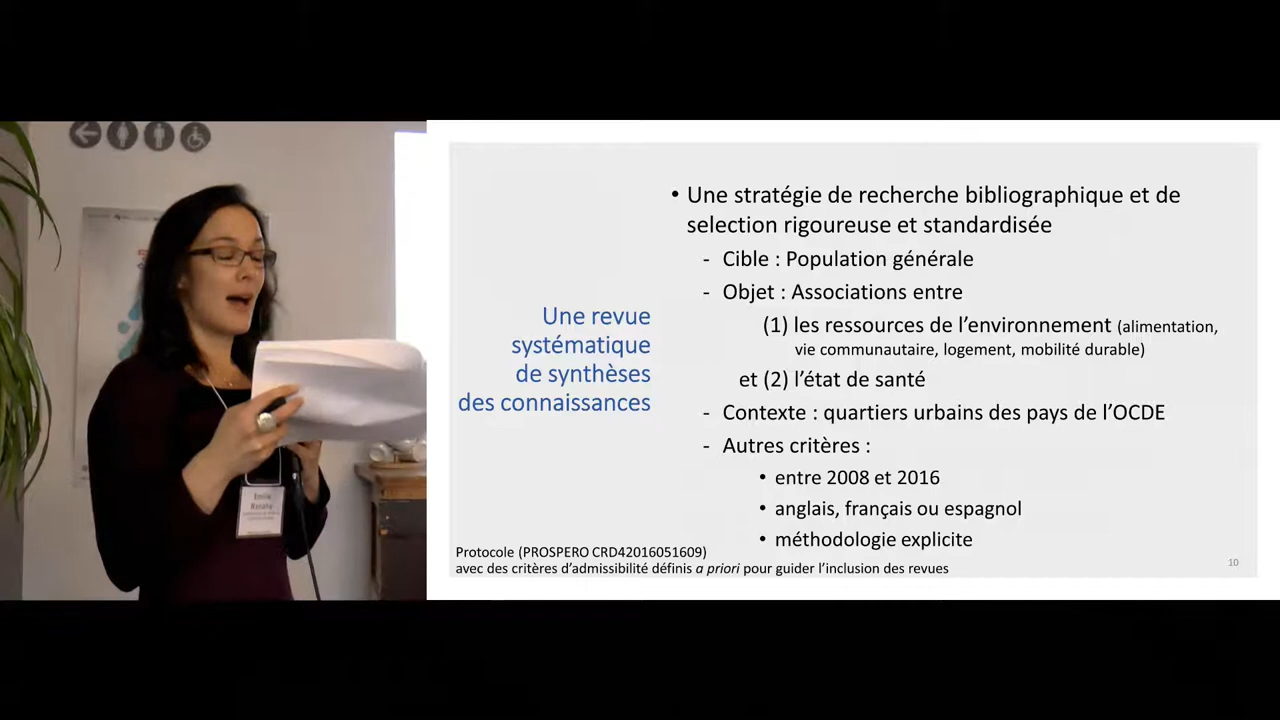 Une revue
systématique
de synthèses
des connaissances
• Une stratégie de recherche bibliographique et de
selection rigoureuse et standardisée
- Cible : Population générale
- Objet : Associations entre
(1) les ressources de l'environnement (alimentation,
vie communautaire, logement, mobilité durable)
et (2) l'état de santé
- Contexte : quartiers urbains des pays de l'OCDE
- Autres critères :
• entre 2008 et 2016
• anglais, français ou espagnol
• méthodologie explicite
Protocole (PROSPERO CRD42016051609)
avec des critères d'admissibilité définis a priori pour guider l'inclusion des revues
10
Emilie